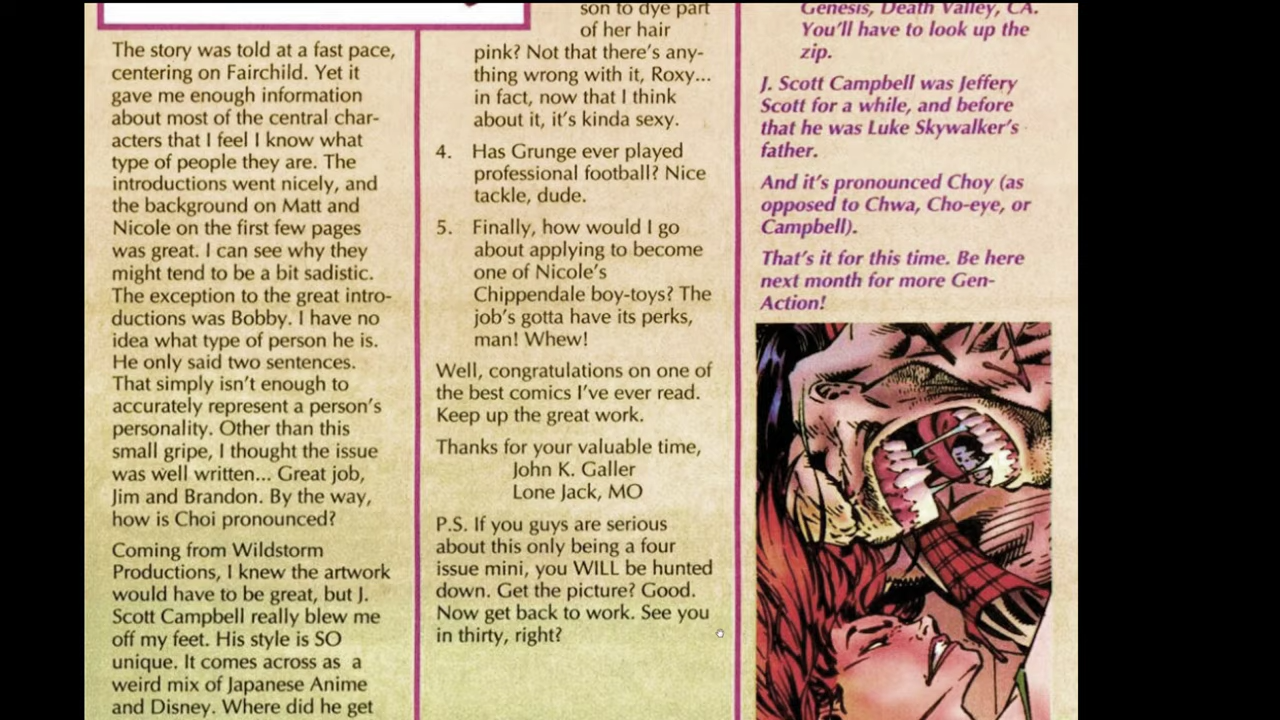 The story was told at a fast pace,
centering on Fairchild. Yet it
gave me enough information
about most of the central char-
acters that I feel I know what
type of people they are. The
introductions went nicely, and
the background on Matt and
Nicole on the first few pages
was great. I can see why they
might tend to be a bit sadistic.
The exception to the great intro-
ductions was Bobby. I have no
idea what type of person he is.
He only said two sentences.
That simply isn't enough to
accurately represent a person's
personality. Other than this
small gripe, I thought the issue
was well written... Great job,
Jim and Brandon. By the way,
how is Choi pronounced?
Coming from Wildstorm
Productions, I knew the artwork
would have to be great, but J.
Scott Campbell really blew me
off my feet. His style is SO
unique. It comes across as a
weird mix of Japanese Anime
and Disney. Where did he get
son to dye part
of her hair
pink? Not that there's any-
thing wrong with it, Roxy...
in fact, now that I think
about it, it's kinda sexy.
4. Has Grunge ever played
professional football? Nice
tackle, dude.
5. Finally, how would I go
about applying to become
one of Nicole's
Chippendale boy-toys? The
job's gotta have its perks,
man! Whew!
Well, congratulations on one of
the best comics I've ever read.
Keep up the great work.
Thanks for your valuable time,
John K. Galler
Lone Jack, MO
P.S. If you guys are serious
about this only being a four
issue mini, you WILL be hunted
down. Get the picture? Good.
Now get back to work. See you
in thirty, right?
Genesis, Death Valley, CA.
You'll have to look up the
zip.
J. Scott Campbell was Jeffery
Scott for a while, and before
that he was Luke Skywalker's
father.
And it's pronounced Choy (as
opposed to Chwa, Cho-eye, or
Campbell).
That's it for this time. Be here
next month for more Gen-
Action!